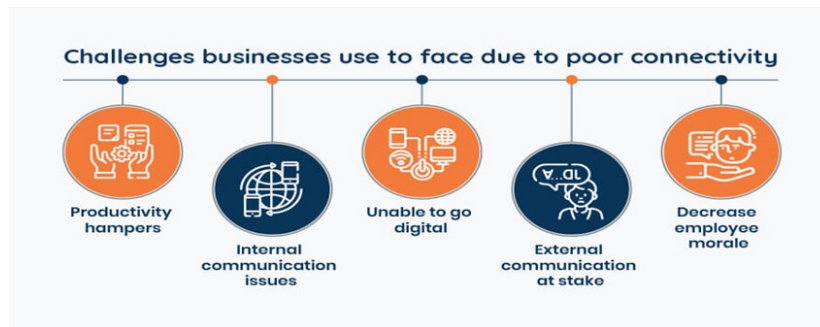 Challenges businesses use to face due to poor connectivity
Productivity
hampers
Internal
communication
issues
Unable to go
digital
External
communication
at stake
Decrease
employee
morale